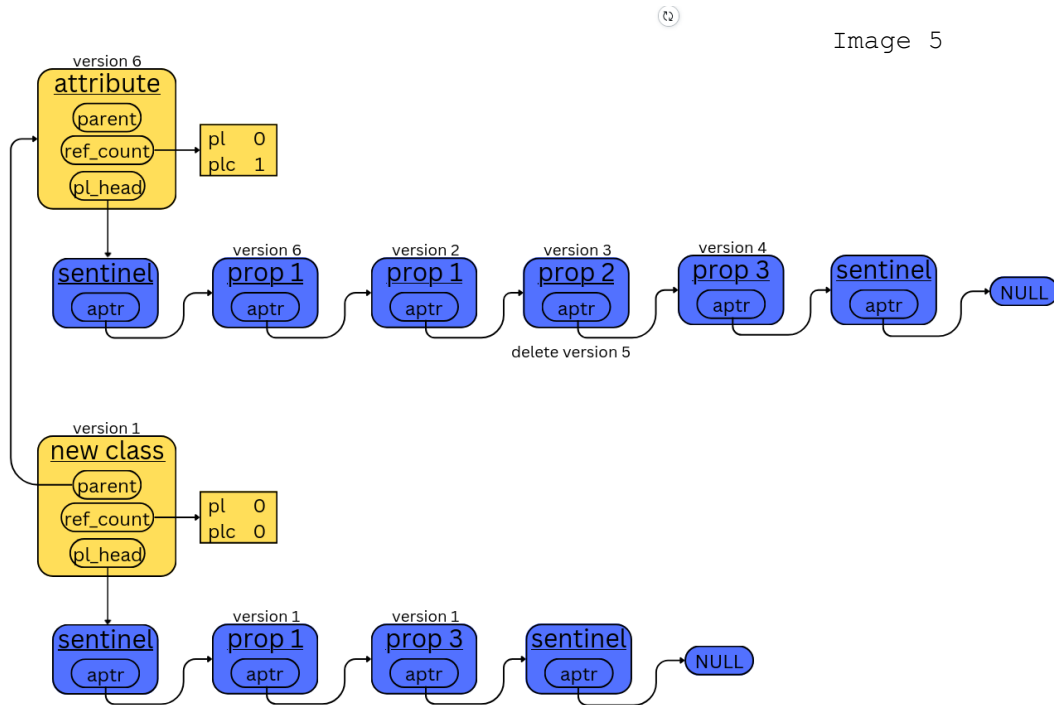 Image 5
version 6
attribute
parent
ref_count
pl 0
plc 1
pl_head
version 6
version 2
version 3
version 4
sentinel
prop 1
prop 1
prop 2
prop 3
sentinel
aptr
aptr
aptr
aptr
aptr
aptr
NULL
delete version 5
version 1
new class
parent
ref_count
pl 0
plc 0
pl_head
version 1
version 1
sentinel
prop 1
prop 3
sentinel
aptr
aptr
aptr
aptr
NULL